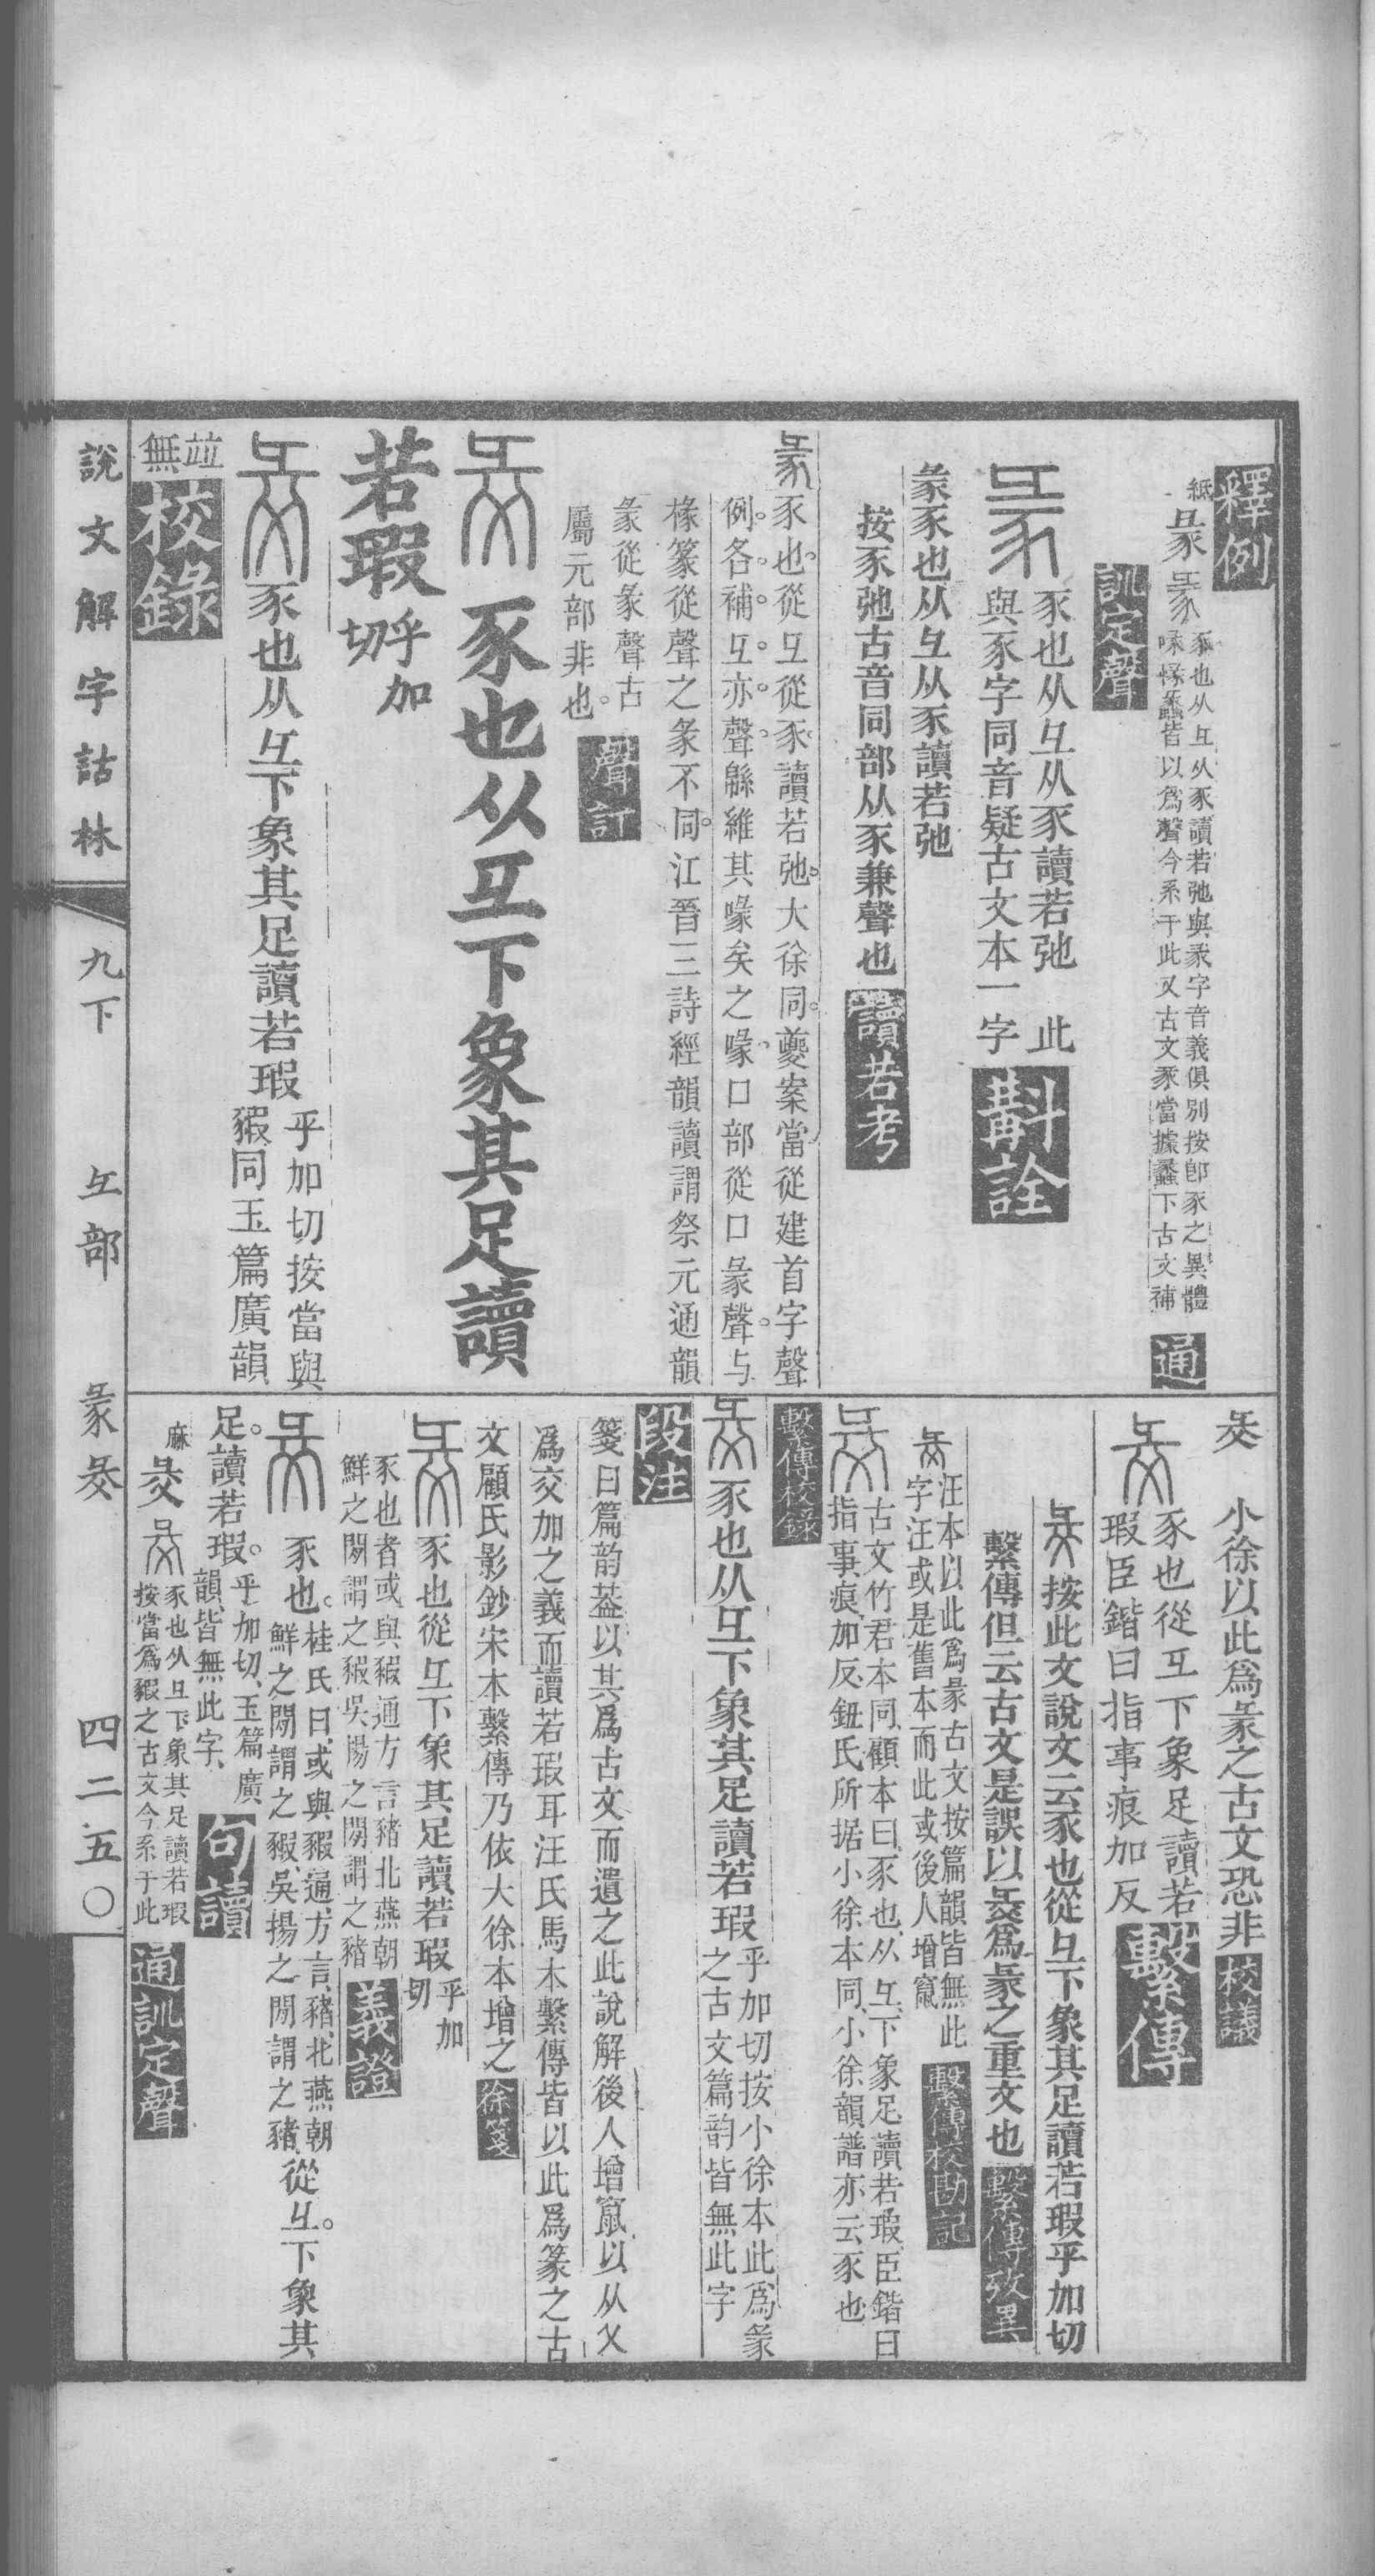 釋例
紙
彖
豕也从彑从豕讀若弛與豙字音義俱別按卽豕之異體
喙㥟蠡皆以爲聲今系于此又古文豕當據蠡下古文補
通
訓定聲
豕也从彑从豕讀若弛 此
與豕字同音疑古文本一字
斠詮
彖豕也从彑从豕讀若弛
按豕弛古音同部从豕兼聲也
讀若考
豕也從彑從豕讀若弛大徐同夔案當從建首字聲
例各補彑亦聲緜維其喙矣之喙口部從口彖聲与
椽篆從聲之彖不同江晉三詩經韻讀謂祭元通韻
彖從彖聲古
屬元部非也
聲訂
豕也从彑下象其足讀
若瑕
乎加
切
豕也从彑下象其足讀若瑕
乎加切按當與
豭同玉篇廣韻
竝
無
校錄
㣇 小徐以此爲彖之古文恐非
校議
豕也從彑下象足讀若
瑕臣鍇曰指事痕加反
繫傳
按此文說文云豕也從彑下象其足讀若瑕乎加切
繫傳但云古文是誤以㣇爲彖之重文也
繫傳攷異
汪本以此爲彖古文按篇韻皆無此
字汪或是舊本而此或後人增竄
繫傳校勘記
古文竹君本同顧本曰豕也从彑下象足讀若瑕臣鍇曰
指事痕加反鈕氏所据小徐本同小徐韻譜亦云豕也
繫傳校錄
豕也从彑下象其足讀若瑕
乎加切按小徐本此爲彖
之古文篇韵皆無此字
段注
箋曰篇韵葢以其爲古文而遺之此說解後人增竄以从乂
爲交加之義而讀若瑕耳汪氏馬本繫傳皆以此爲篆之古
文顧氏影鈔宋本繫傳乃依大徐本增之
徐箋
豕也從彑下象其足讀若瑕
乎加
切
豕也者或與豭通方言豬北燕朝
鮮之閒謂之豭吳揚之閒謂之豬
義證
豕也
桂氏曰或與豭通方言豬北燕朝
鮮之閒謂之豭吳揚之閒謂之豬
從彑下象其
足讀若瑕
乎加切玉篇廣
韻皆無此字
句讀
麻
豕也从彑下象其足讀若瑕
按當爲豭之古文今系于此
通訓定聲
說文解字詁林
九下
彑部
彖㣇
四二五〇